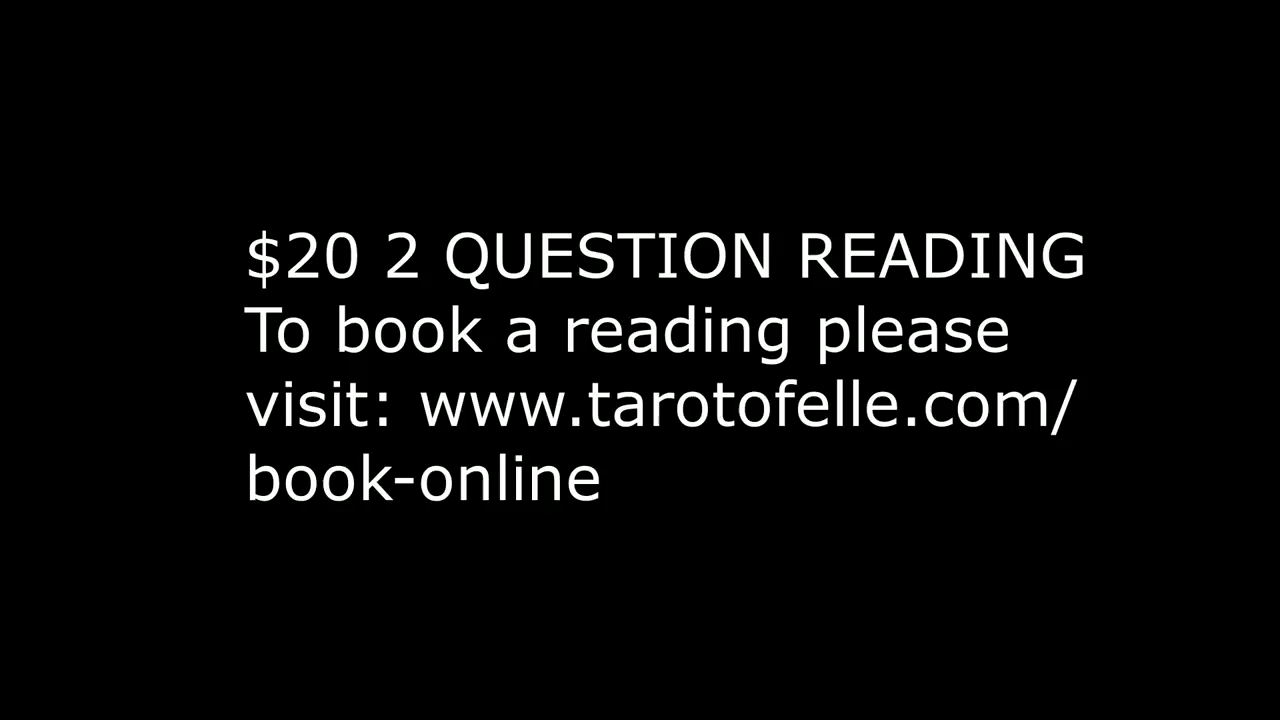 $20 2 QUESTION READING
To book a reading please
visit: www.tarotofelle.com/
book-online